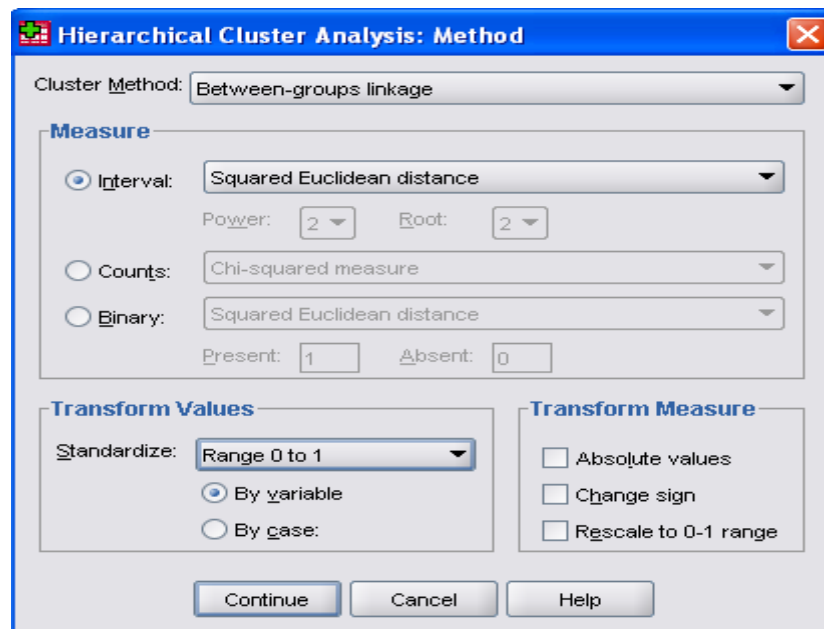 Hierarchical Cluster Analysis: Method
Cluster Method: Between-groups linkage
Measure
Interval: Squared Euclidean distance
Power: 2 Root: 2
Counts: Chi-squared measure
Binary: Squared Euclidean distance
Present: 1 Absent: 0
Transform Values
Standardize: Range 0 to 1
By variable
By case:
Transform Measure
Absolute values
Change sign
Rescale to 0-1 range
Continue Cancel Help